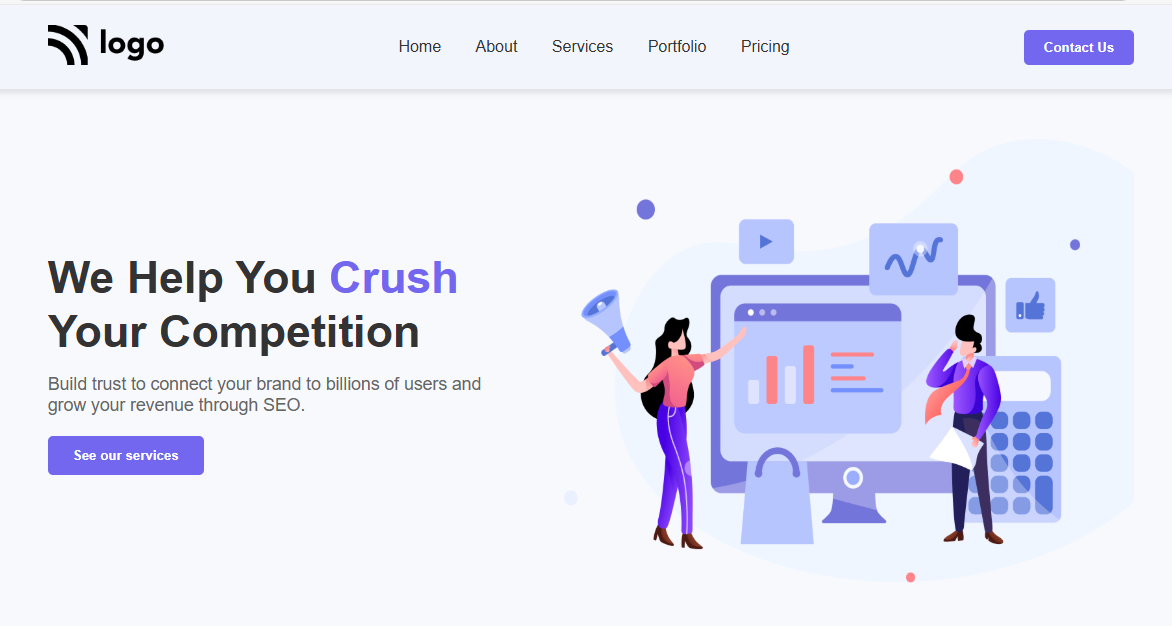 logo
Home
About
Services
Portfolio
Pricing
Contact Us
We Help You Crush
Your Competition
Build trust to connect your brand to billions of users and
grow your revenue through SEO.
See our services